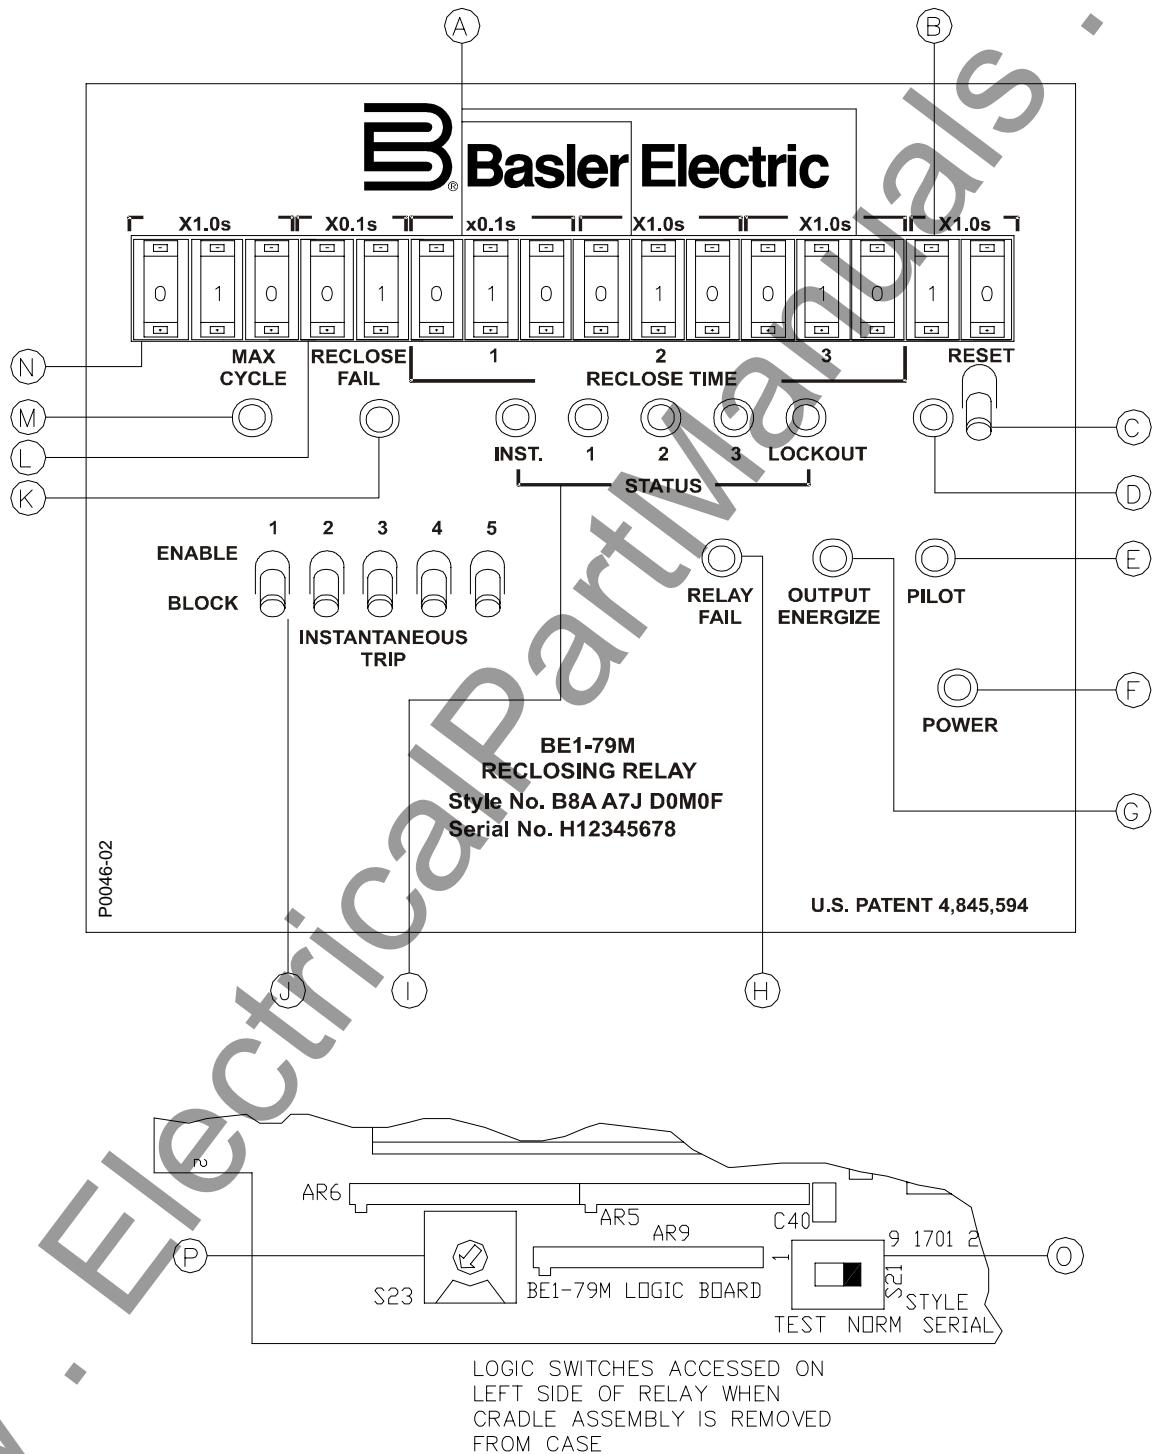 A B
Basler Electric
®
X1.0s X0.1s x0.1s X1.0s X1.0s X1.0s
0 1 0 0 1 0 1 0 0 1 0 0 1 0 1 0
N
MAX CYCLE
RECLOSE FAIL
1 2 3
RECLOSE TIME
RESET
M
C
L
INST. 1 2 3 LOCKOUT
STATUS
K
D
1 2 3 4 5
ENABLE
BLOCK
INSTANTANEOUS
TRIP
RELAY FAIL
OUTPUT ENERGIZE
PILOT
E
POWER
F
BE1-79M
RECLOSING RELAY
Style No. B8A A7J D0M0F
Serial No. H12345678
G
P0046-02
U.S. PATENT 4,845,594
J I H
2
AR6
AR5
C40
AR9
1
9 1701 2
P
O
S23
BE1-79M LOGIC BOARD
S21
STYLE
TEST NORM SERIAL
LOGIC SWITCHES ACCESSED ON
LEFT SIDE OF RELAY WHEN
CRADLE ASSEMBLY IS REMOVED
FROM CASE
· ElectricalPartManuals ·